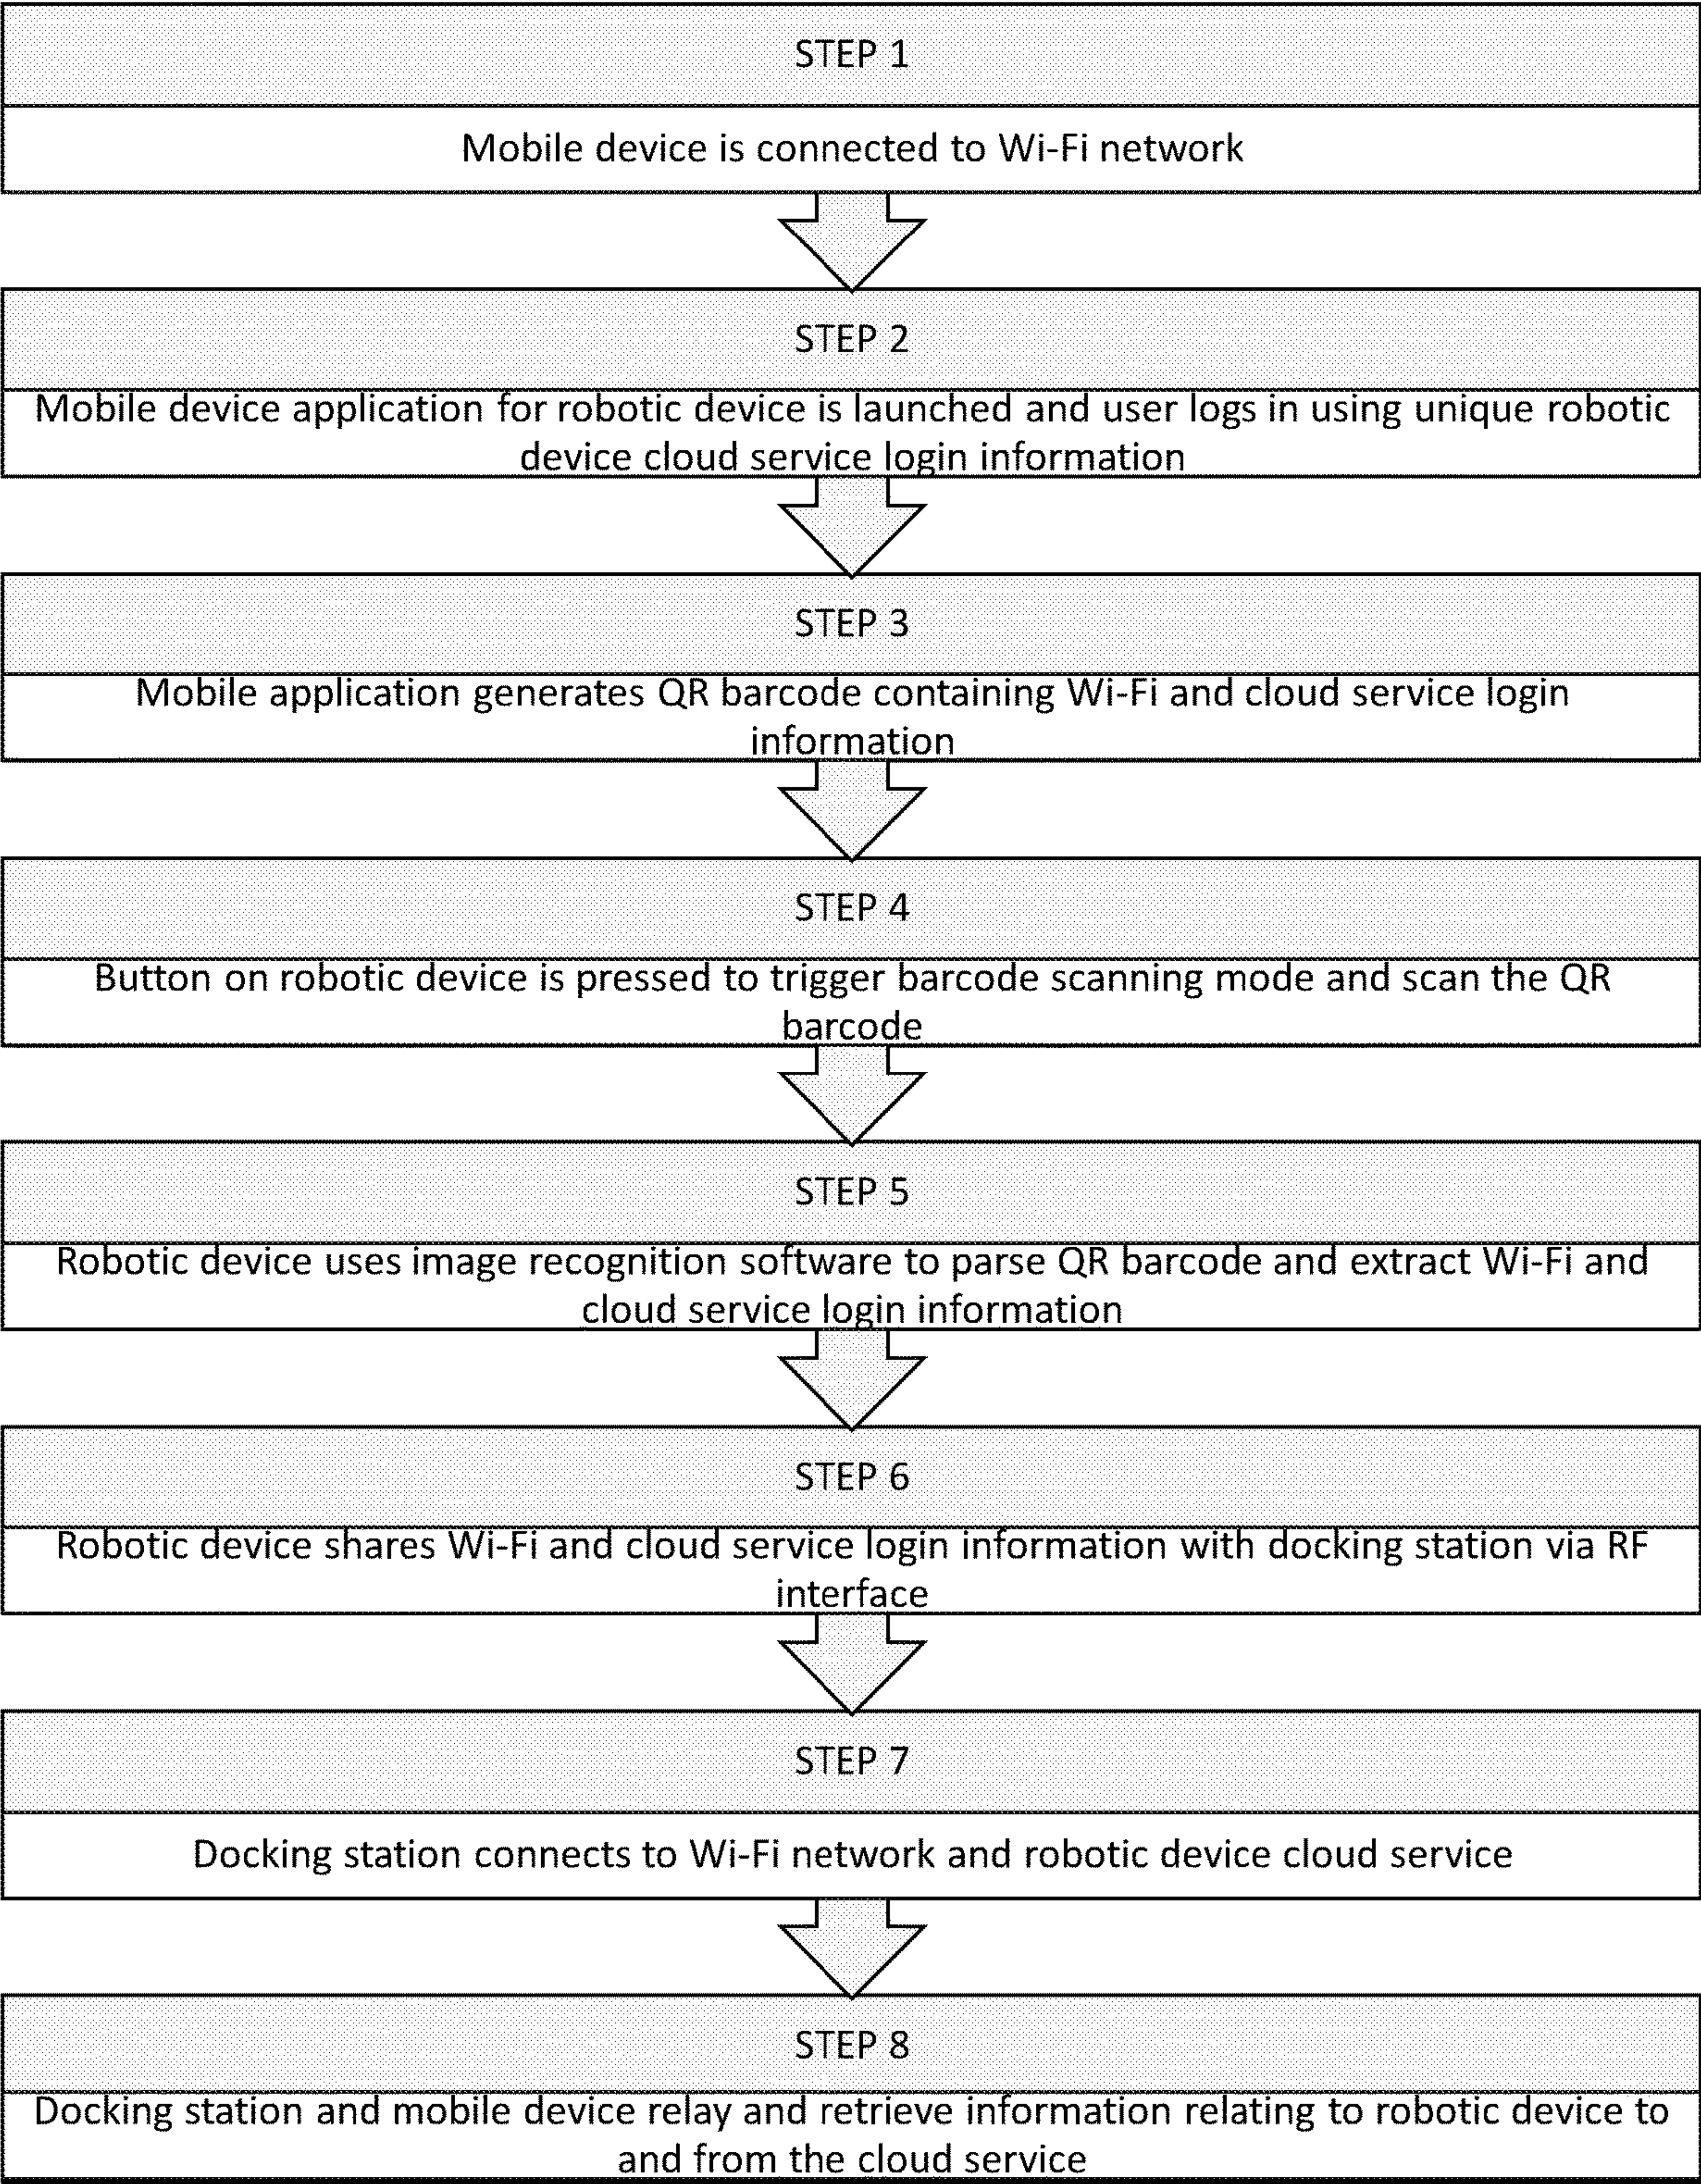 STEP 1
Mobile device is connected to Wi-Fi network
STEP 2
Mobile device application for robotic device is launched and user logs in using unique robotic
device cloud service login information
STEP 3
Mobile application generates QR barcode containing Wi-Fi and cloud service login
information
STEP 4
Button on robotic device is pressed to trigger barcode scanning mode and scan the QR
barcode
STEP 5
Robotic device uses image recognition software to parse QR barcode and extract Wi-Fi and
cloud service login information
STEP 6
Robotic device shares Wi-Fi and cloud service login information with docking station via RF
interface
STEP 7
Docking station connects to Wi-Fi network and robotic device cloud service
STEP 8
Docking station and mobile device relay and retrieve information relating to robotic device to
and from the cloud service